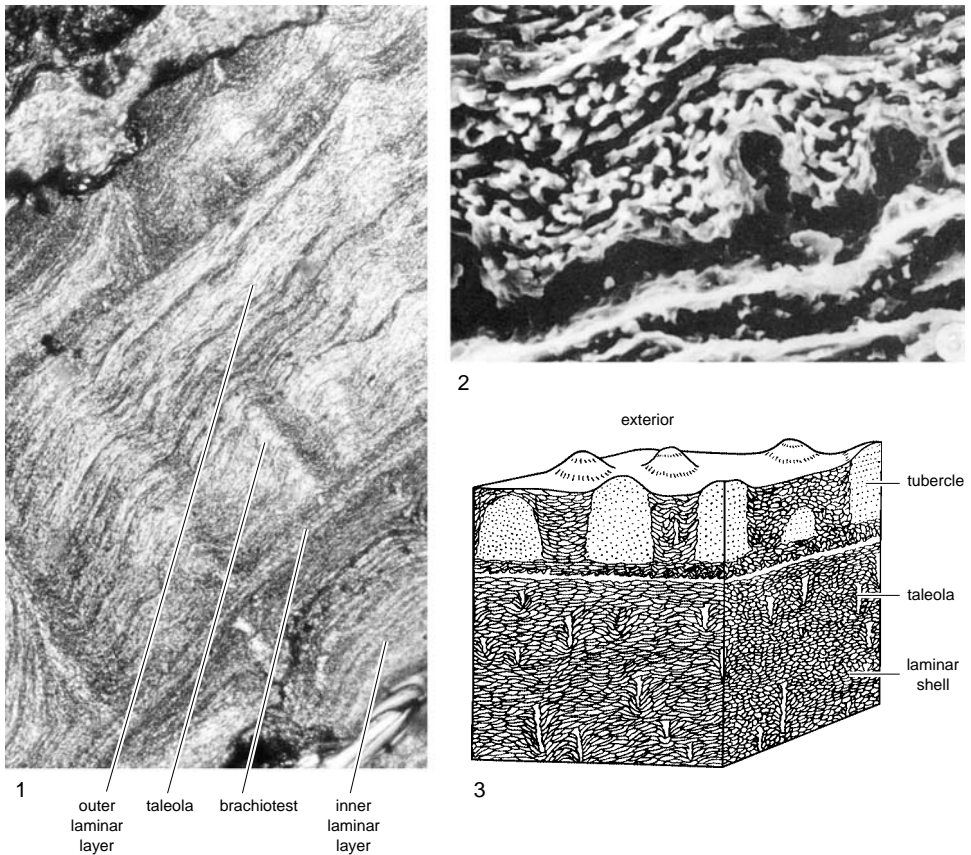 1
outer
laminar
layer
taleola
brachiotest
inner
laminar
layer
2
exterior
tubercle
taleola
laminar
shell
3